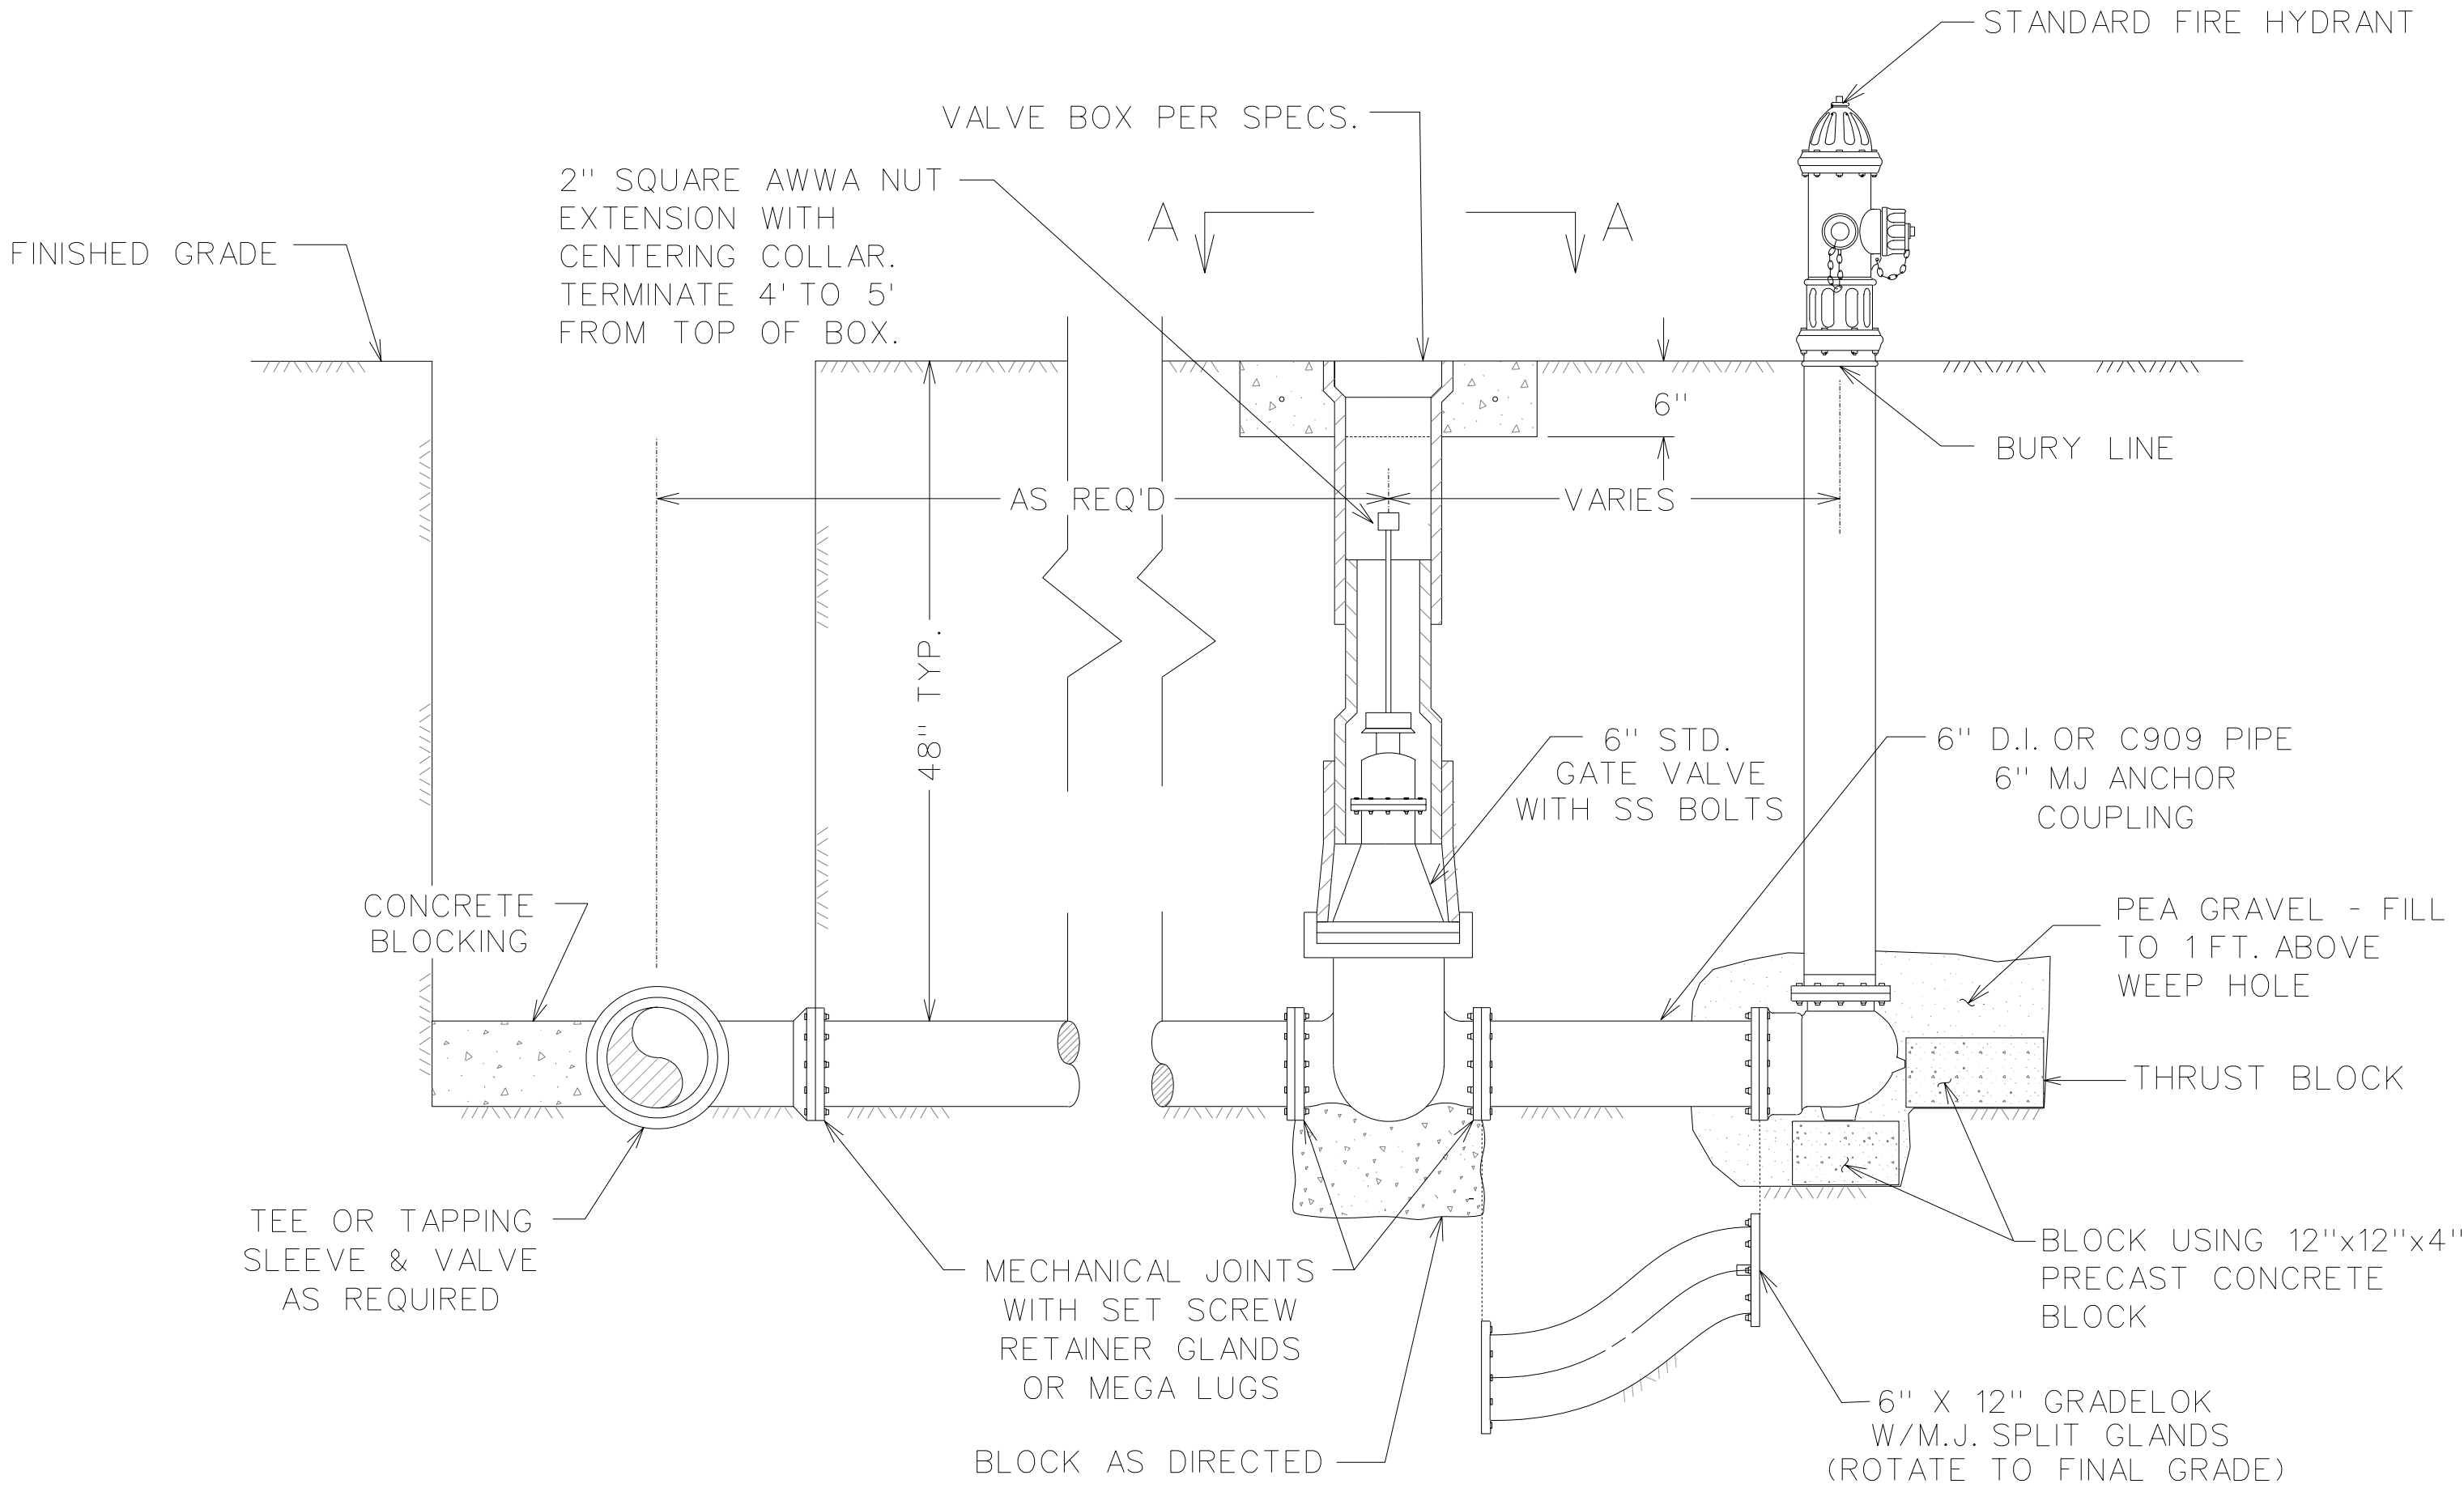 STANDARD FIRE HYDRANT
VALVE BOX PER SPECS.
2" SQUARE AWWA NUT
EXTENSION WITH
CENTERING COLLAR.
TERMINATE 4' TO 5'
FROM TOP OF BOX.
A
A
FINISHED GRADE
6"
BURY LINE
AS REQ'D
VARIES
48" TYP.
6" STD.
GATE VALVE
WITH SS BOLTS
6" D.I. OR C909 PIPE
6" MJ ANCHOR
COUPLING
CONCRETE
BLOCKING
PEA GRAVEL - FILL
TO 1 FT. ABOVE
WEEP HOLE
THRUST BLOCK
TEE OR TAPPING
SLEEVE & VALVE
AS REQUIRED
MECHANICAL JOINTS
WITH SET SCREW
RETAINER GLANDS
OR MEGA LUGS
BLOCK USING 12"x12"x4"
PRECAST CONCRETE
BLOCK
BLOCK AS DIRECTED
6" X 12" GRADELOK
W/M.J. SPLIT GLANDS
(ROTATE TO FINAL GRADE)